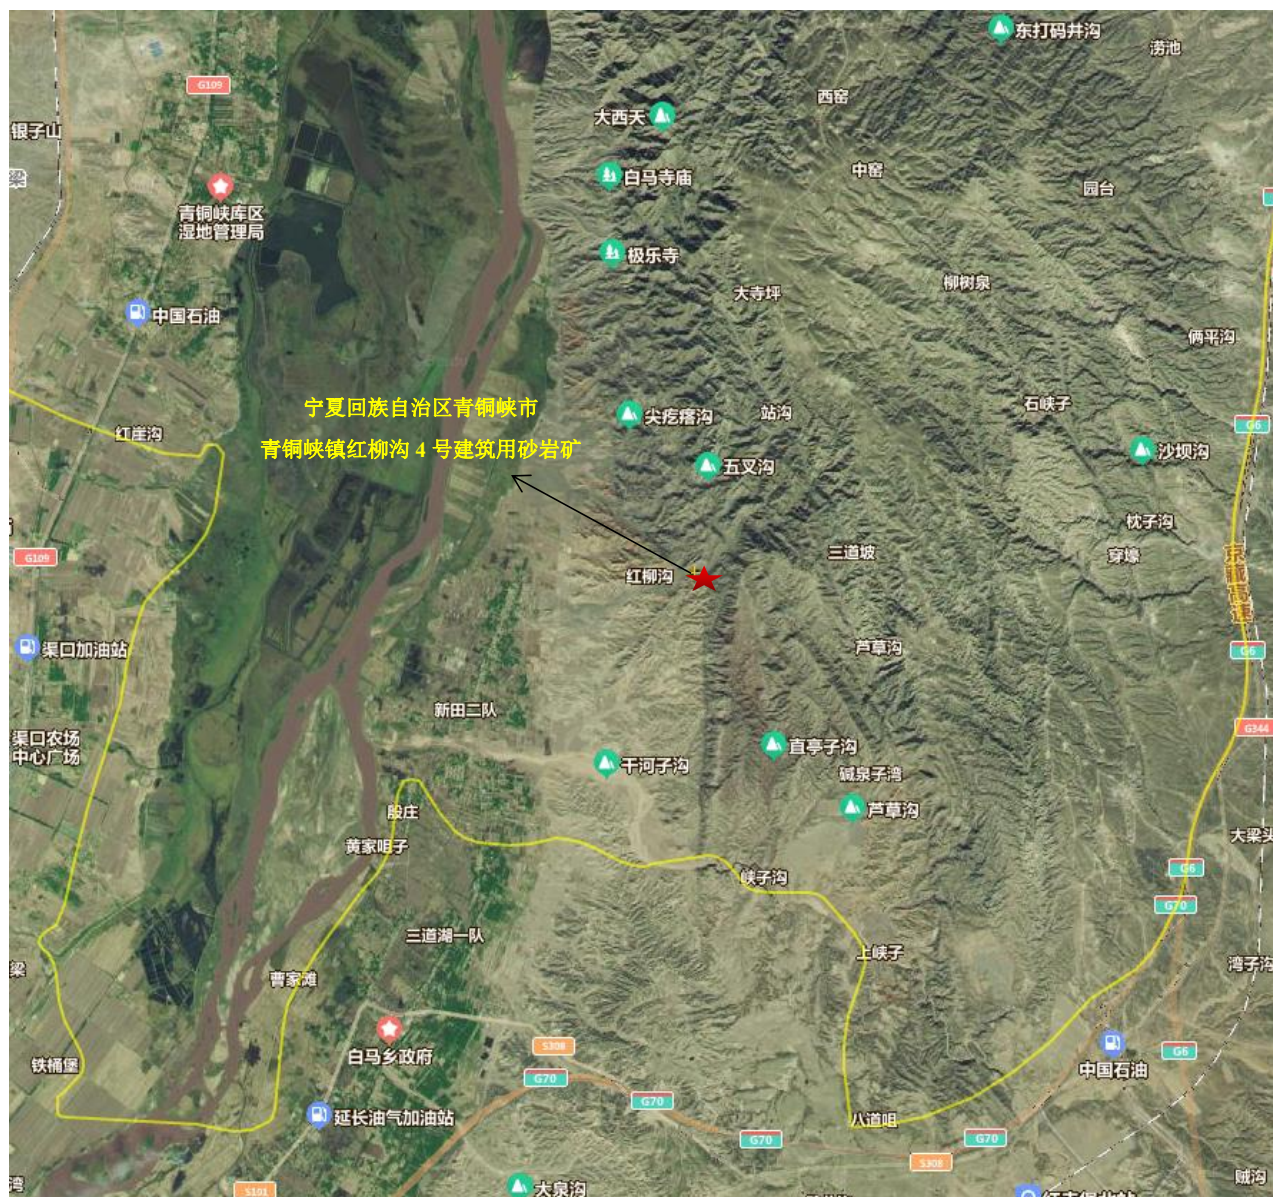 东打码井沟
涝池
G109
西窑
大西天
银子山
梁
中窑
白马寺庙
园台
青铜峡库区
湿地管理局
极乐寺
柳树泉
大寺坪
中国石油
俩平沟
宁夏回族自治区青铜峡市
石峡子
尖疙瘩沟
站沟
G6
红崖沟
青铜峡镇红柳沟 4 号建筑用砂岩矿
沙坝沟
五叉沟
枕子沟
G109
三道坡
穿壕
京藏高速
红柳沟
渠口加油站
芦草沟
G6
新田二队
G344
渠口农场
中心广场
直亭子沟
干河子沟
碱泉子湾
殷庄
芦草沟
大梁头
黄家咀子
G6
峡子沟
G70
三道湖一队
上峡子
梁
湾子沟
曹家滩
白马乡政府
S308
中国石油
G6
铁桶堡
G70
G70
延长油气加油站
八道咀
G70
G70
S308
贼沟
湾
S101
大泉沟